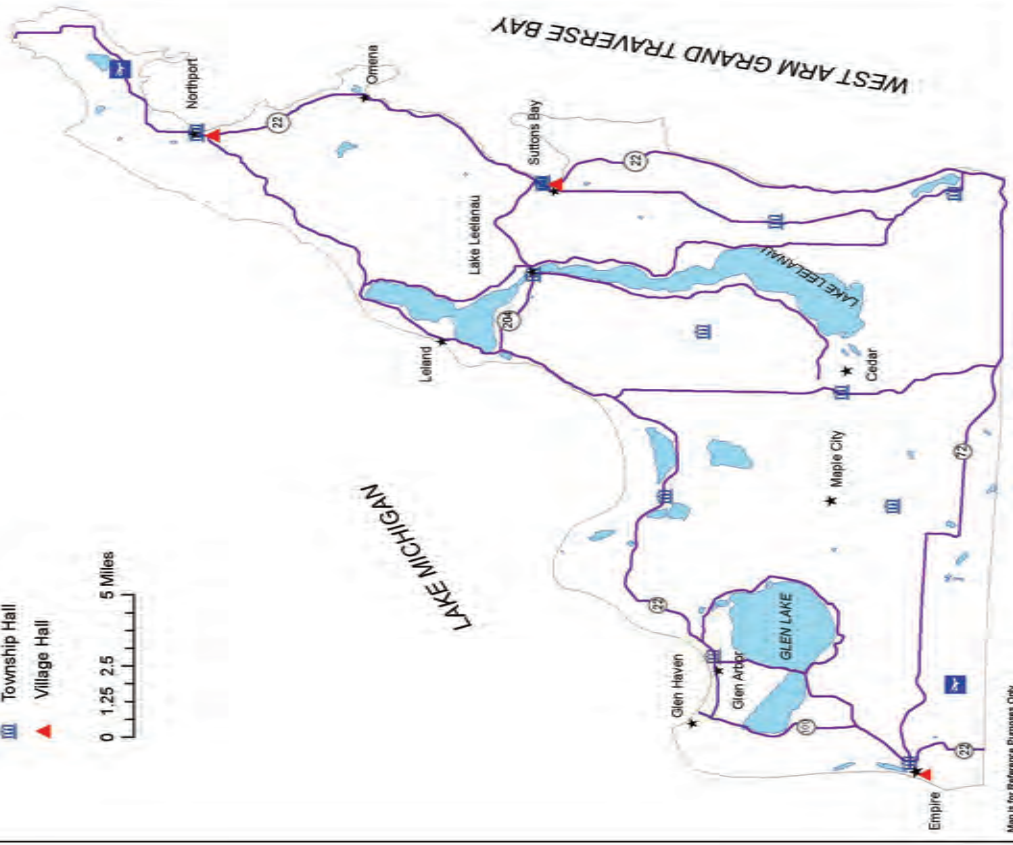 Township Hall
Village Hall
0 1.25 2.5 5 Miles
WEST ARM GRAND TRAVERSE BAY
Northport
Omena
22
Suttons Bay
22
Lake Leelanau
204
Leland
LAKE LEELANAU
Cedar
LAKE MICHIGAN
Maple City
72
22
Glen Haven
Glen Arbor
GLEN LAKE
109
Empire
22
Map is for Reference Purposes Only